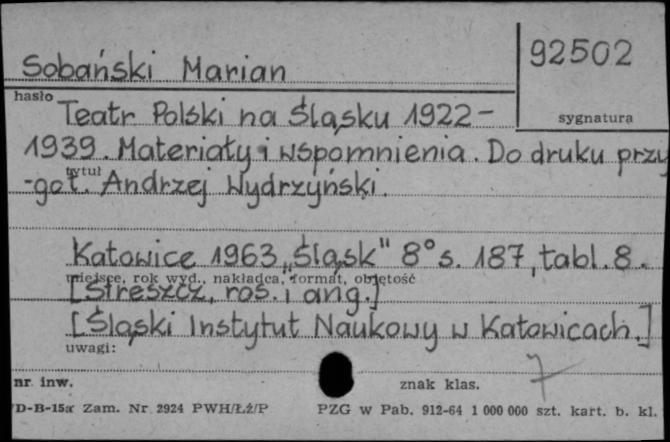 Sobański Marian
92502
hasło
sygnatura
Teatr Polski na Śląsku 1922-
1939. Materiały i wspomnienia. Do druku przy
tytuł
-got. Andrzej Wydrzyński.
Katowice 1963 „Śląsk" 8° s. 187, tabl. 8.
miejsce, rok wyd., nakładca, format, objętość
[Streszcz. ros. i ang.]
[Śląski Instytut Naukowy w Katowicach.]
uwagi:
nr inw.
znak klas.
7
D-B-15a Zam. Nr 2924 PWH/Łź/P
PZG w Pab. 912-64 1 000 000 szt. kart. b. kl.